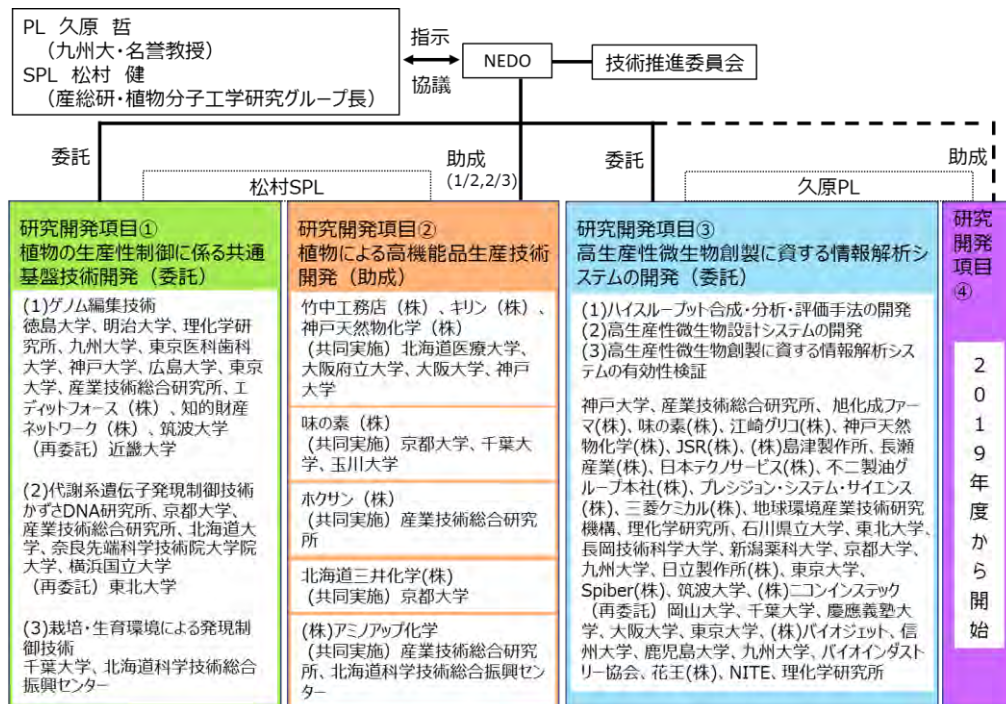 PL 久原 哲
（九州大・名誉教授）
SPL 松村 健
（産総研・植物分子工学研究グループ長）
指示
協議
NEDO
技術推進委員会
委託
松村SPL
助成
(1/2,2/3)
委託
久原PL
助成
研究開発項目①
植物の生産性制御に係る共通
基盤技術開発（委託）
(1)ゲノム編集技術
徳島大学、明治大学、理化学研
究所、九州大学、東京医科歯科
大学、神戸大学、広島大学、東京
大学、産業技術総合研究所、エ
ディットフォース（株）、知的財産
ネットワーク（株）、筑波大学
（再委託）近畿大学
(2)代謝系遺伝子発現制御技術
かずさDNA研究所、京都大学、
産業技術総合研究所、北海道大
学、奈良先端科学技術院大学院
大学、横浜国立大学
（再委託）東北大学
(3)栽培・生育環境による発現制
御技術
千葉大学、北海道科学技術総合
振興センター
研究開発項目②
植物による高機能品生産技術
開発（助成）
竹中工務店（株）、キリン（株）、
神戸天然物化学（株）
（共同実施）北海道医療大学、
大阪府立大学、大阪大学、神戸
大学
味の素（株）
（共同実施）京都大学、千葉大
学、玉川大学
ホクサン（株）
（共同実施）産業技術総合研究
所
北海道三井化学(株)
（共同実施）京都大学
(株)アミノアップ化学
（共同実施）産業技術総合研究
所、北海道科学技術総合振興セン
ター
研究開発項目③
高生産性微生物創製に資する情報解析シ
ステムの開発（委託）
(1)ハイスループット合成・分析・評価手法の開発
(2)高生産性微生物設計システムの開発
(3)高生産性微生物創製に資する情報解析シス
テムの有効性検証
神戸大学、産業技術総合研究所、旭化成ファー
マ(株)、味の素(株)、江崎グリコ(株)、神戸天然
物化学(株)、JSR(株)、(株)島津製作所、長瀬
産業(株)、日本テクノサービス(株)、不二製油グ
ループ本社(株)、プレシジョン・システム・サイエンス
(株)、三菱ケミカル(株)、地球環境産業技術研究
機構、理化学研究所、石川県立大学、東北大学、
長岡技術科学大学、新潟薬科大学、京都大学、
九州大学、日立製作所(株)、東京大学、
Spiber(株)、筑波大学、(株)ニコンインステック
（再委託）岡山大学、千葉大学、慶應義塾大
学、大阪大学、東京大学、(株)バイオジェット、信
州大学、鹿児島大学、九州大学、バイオインダスト
リー協会、花王(株)、NITE、理化学研究所
研究
開発
項目
④
2019年度から開始